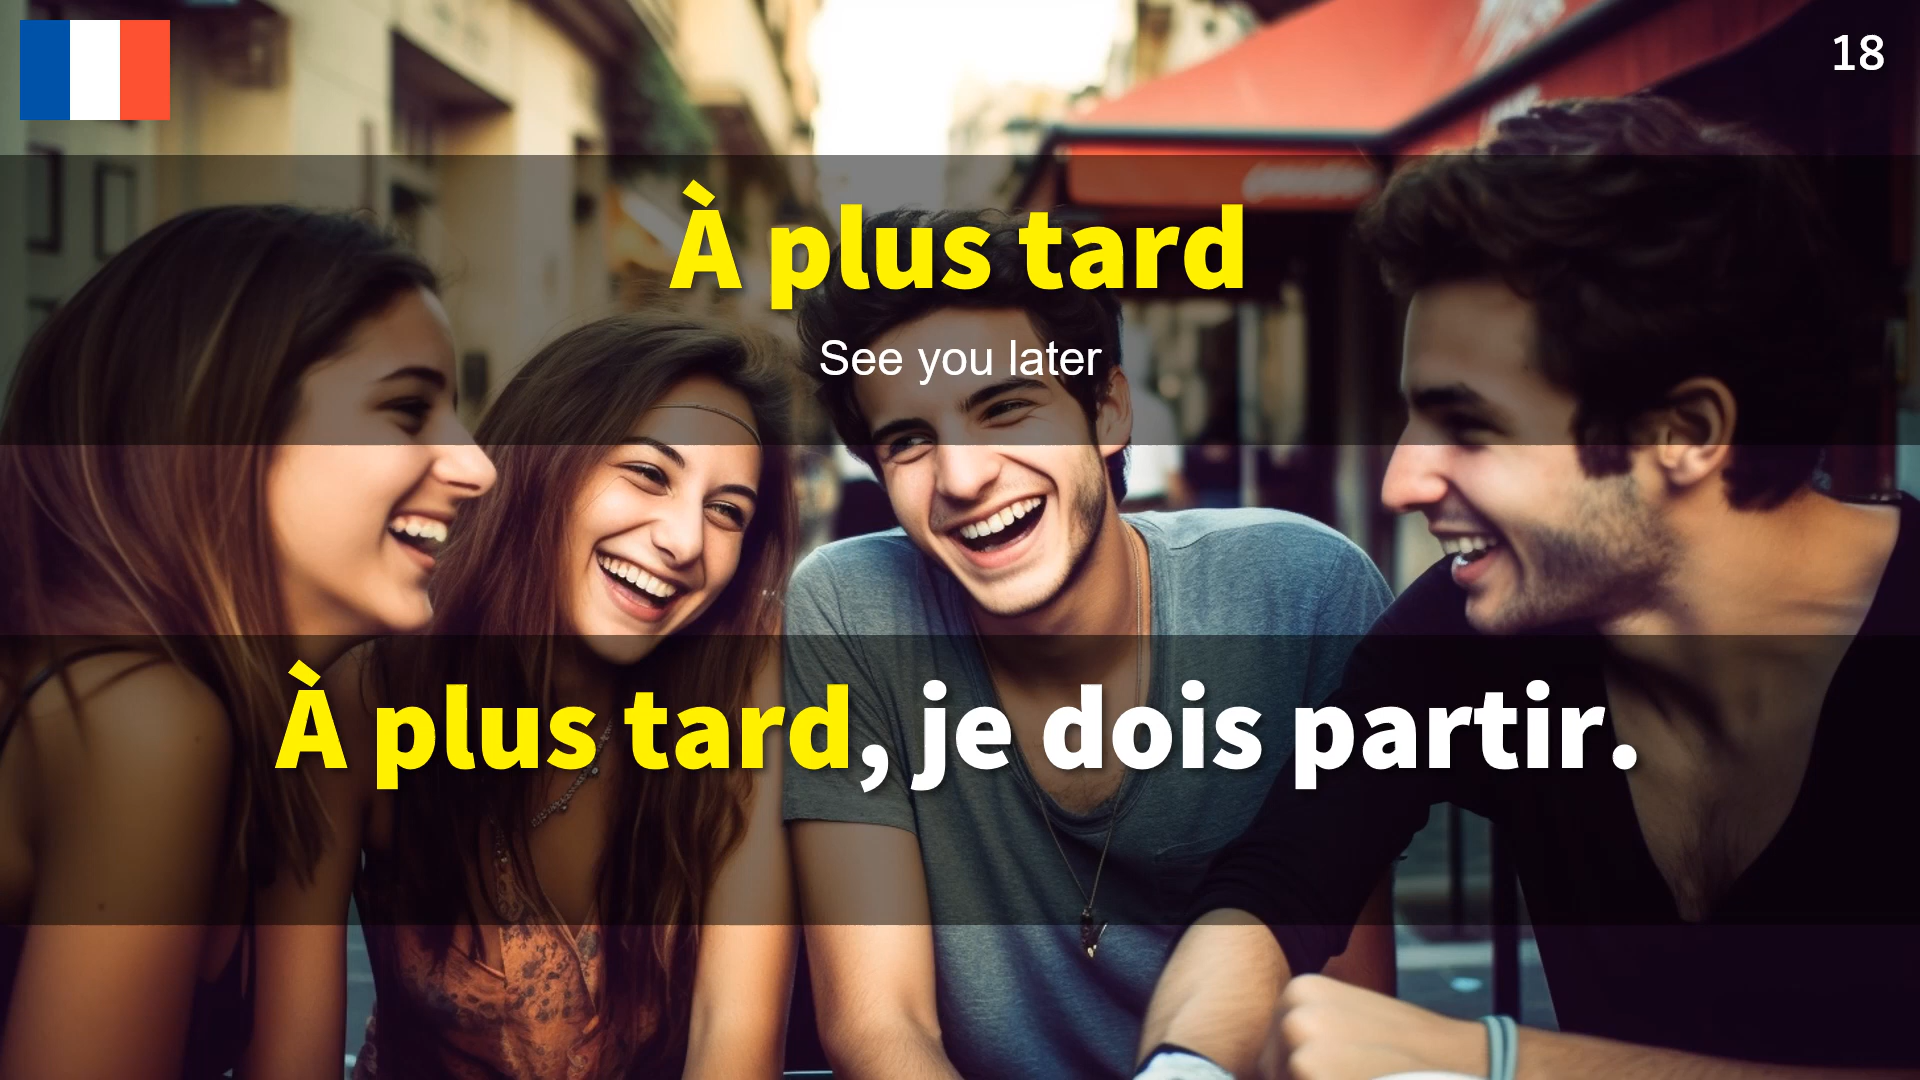 18
À plus tard
See you later
À plus tard, je dois partir.